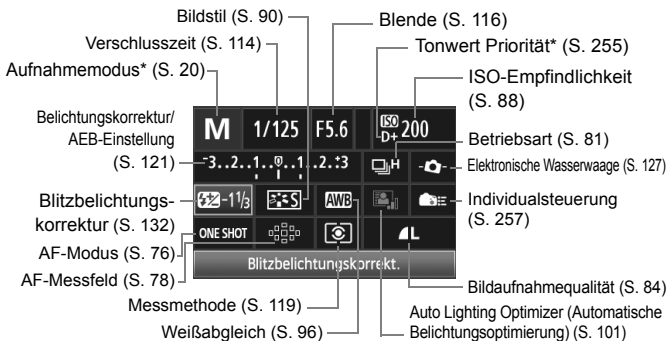 Bildstil (S. 90)
Blende (S. 116)
Verschlusszeit (S. 114)
Tonwert Priorität* (S. 255)
Aufnahmemodus* (S. 20)
ISO-Empfindlichkeit
(S. 88)
Belichtungskorrektur/
AEB-Einstellung
(S. 121)
M 1/125 F5.6 ISO D+ 200
Betriebsart (S. 81)
-3..2..1..0..1..2.:3 H
Elektronische Wasserwaage (S. 127)
Blitzbelichtungs-
korrektur (S. 132)
-1 1/3 S AWB
Individualsteuerung
(S. 257)
AF-Modus (S. 76)
ONE SHOT L
AF-Messfeld (S. 78)
Blitzbelichtungskorrekt.
Bildaufnahmequalität (S. 84)
Messmethode (S. 119)
Auto Lighting Optimizer (Automatische
Belichtungsoptimierung) (S. 101)
Weißabgleich (S. 96)